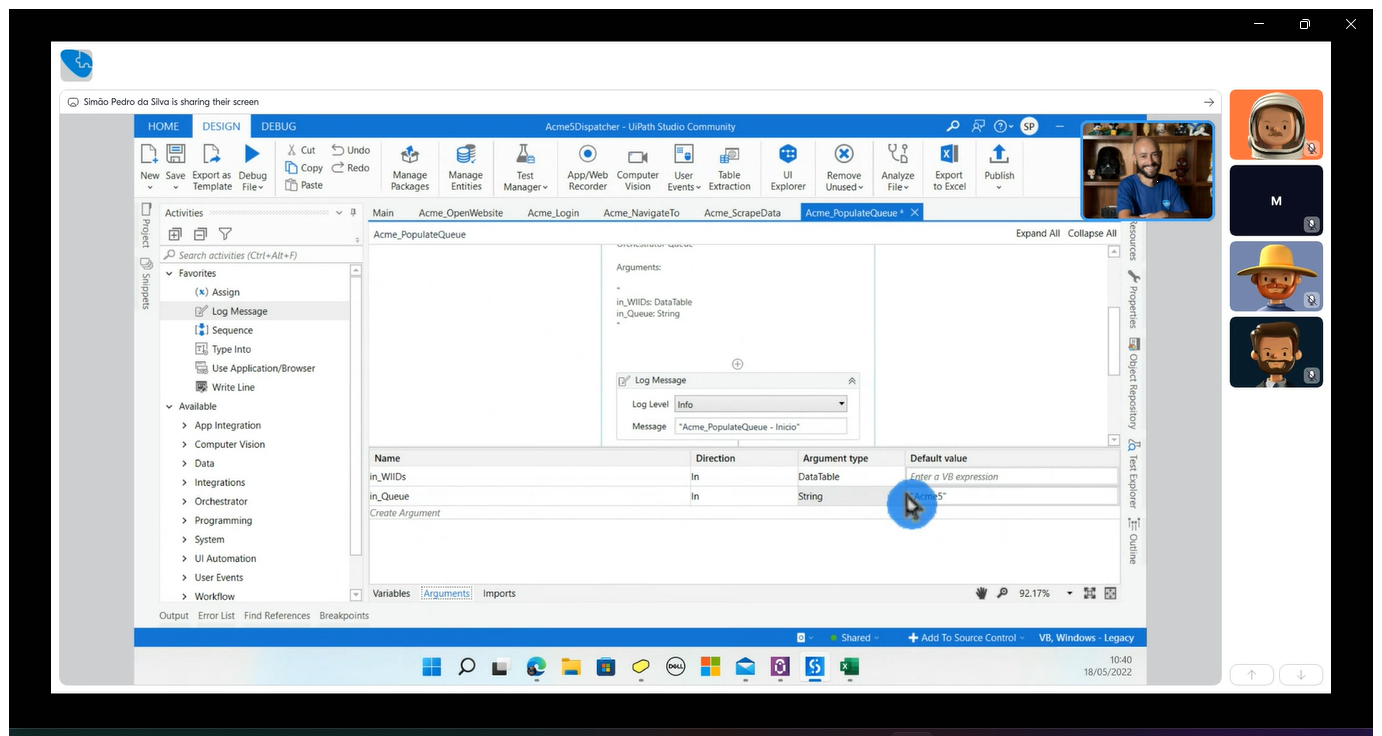 Simão Pedro da Silva is sharing their screen
HOME DESIGN DEBUG
Acme5Dispatcher - UiPath Studio Community
SP
New Save Export as Template Debug File
Cut
Copy
Paste
Undo
Redo
Manage Packages
Manage Entities
Test Manager
App/Web Recorder
Computer Vision
User Events
Table Extraction
UI Explorer
Remove Unused
Analyze File
Export to Excel
Publish
Project
Snippets
Activities
Search activities (Ctrl+Alt+F)
Favorites
Assign
Log Message
Sequence
Type Into
Use Application/Browser
Write Line
Available
App Integration
Computer Vision
Data
Integrations
Orchestrator
Programming
System
UI Automation
User Events
Workflow
Main Acme_OpenWebsite Acme_Login Acme_NavigateTo Acme_ScrapeData Acme_PopulateQueue *
Acme_PopulateQueue
Expand All Collapse All
Orchestrator Queue
Arguments:
"
in_WIIDs: DataTable
in_Queue: String
"
Log Message
Log Level Info
Message "Acme_PopulateQueue - Inicio"
Name Direction Argument type Default value
in_WIIDs In DataTable Enter a VB expression
in_Queue In String "Acme5"
Create Argument
Variables Arguments Imports
92.17%
Resources
Properties
Object Repository
Test Explorer
Outline
Output Error List Find References Breakpoints
Shared
Add To Source Control
VB, Windows - Legacy
DELL
10:40
18/05/2022
M